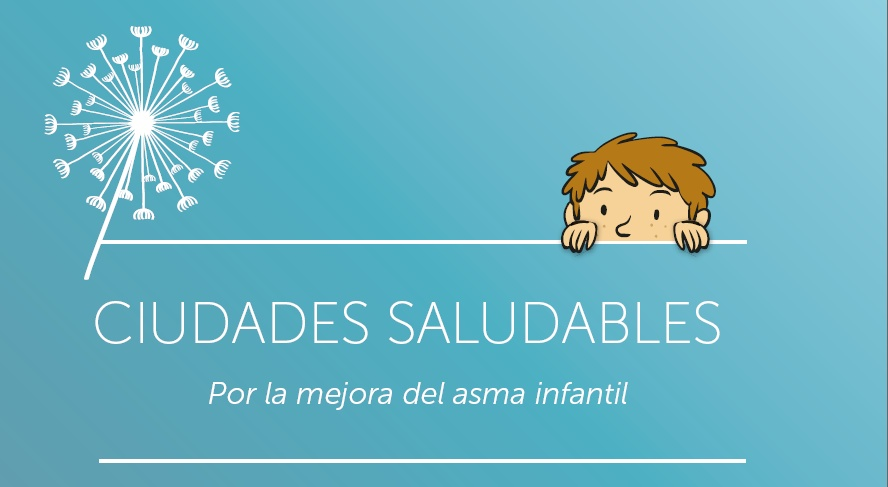 CIUDADES SALUDABLES
Por la mejora del asma infantil